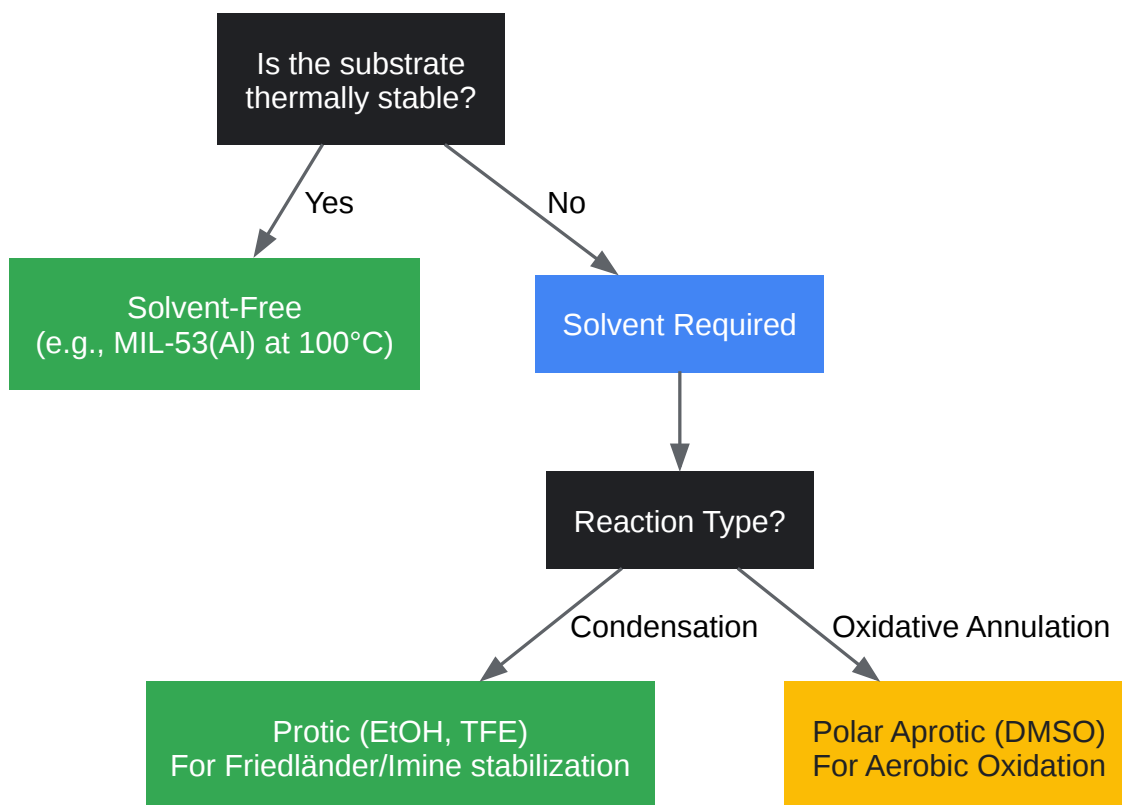 Is the substrate
thermally stable?
Yes
No
Solvent-Free
(e.g., MIL-53(Al) at 100°C)
Solvent Required
Reaction Type?
Condensation
Oxidative Annulation
Protic (EtOH, TFE)
For Friedländer/Imine stabilization
Polar Aprotic (DMSO)
For Aerobic Oxidation